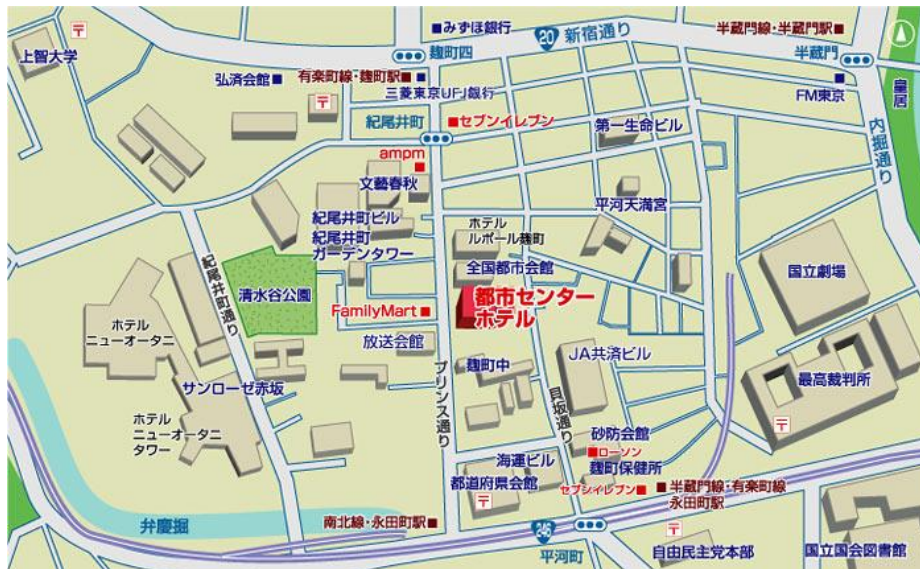 みずほ銀行
20
新宿通り
半蔵門線・半蔵門駅
上智大学
麹町四
半蔵門
弘済会館
有楽町線・麹町駅
三菱東京UFJ銀行
FM東京
皇居
紀尾井町
セブンイレブン
第一生命ビル
内掘通り
ampm
文藝春秋
平河天満宮
紀尾井町ビル
紀尾井町
ガーデンタワー
ホテル
ルポール麹町
全国都市会館
国立劇場
紀尾井町通り
清水谷公園
FamilyMart
都市センター
ホテル
ホテル
ニューオータニ
放送会館
プリンス通り
麹町中
JA共済ビル
最高裁判所
サンローゼ赤坂
貝坂通り
ホテル
ニューオータニ
タワー
砂防会館
ローソン
海運ビル
麹町保健所
都道府県会館
セブンイレブン
半蔵門線・有楽町線
永田町駅
弁慶掘
南北線・永田町駅
246
平河町
自由民主党本部
国立国会図書館